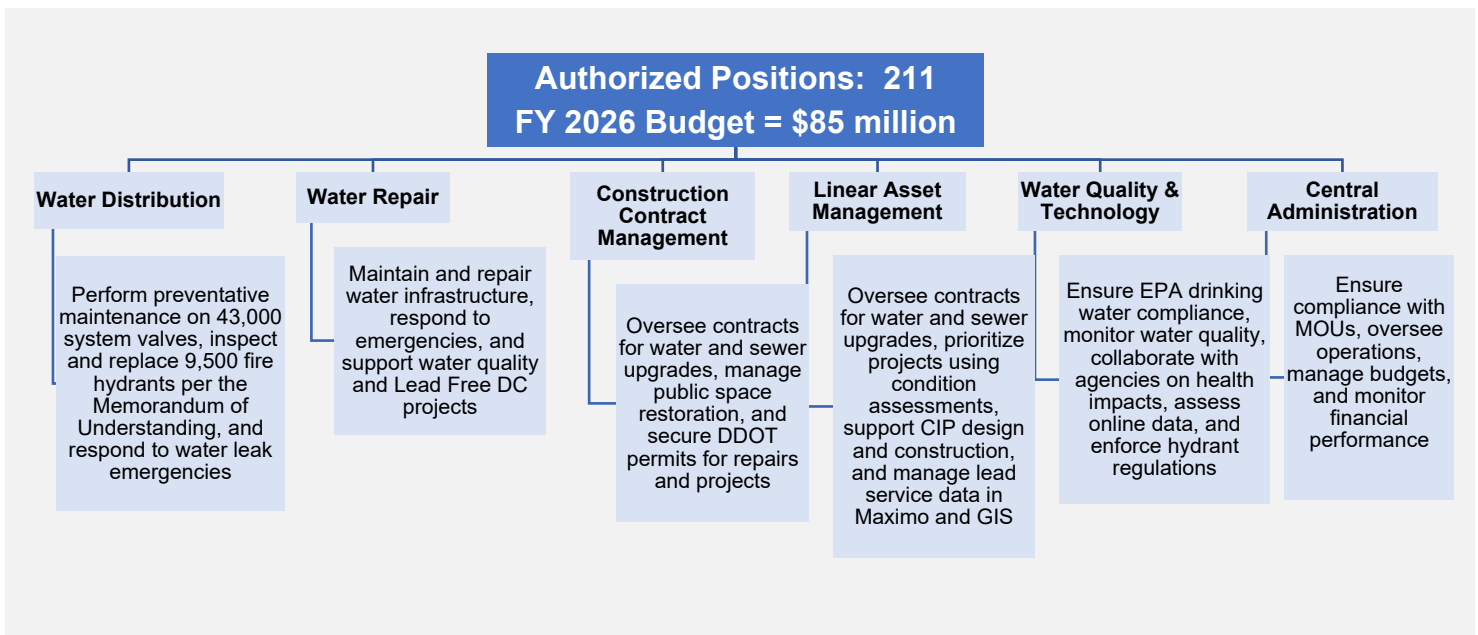 Authorized Positions:  211
FY 2026 Budget = $85 million
Water Distribution
Perform preventative
maintenance on 43,000
system valves, inspect
and replace 9,500 fire
hydrants per the
Memorandum of
Understanding, and
respond to water leak
emergencies
Water Repair
Maintain and repair
water infrastructure,
respond to
emergencies, and
support water quality
and Lead Free DC
projects
Construction
Contract
Management
Oversee contracts
for water and sewer
upgrades, manage
public space
restoration, and
secure DDOT
permits for repairs
and projects
Linear Asset
Management
Oversee contracts
for water and sewer
upgrades, prioritize
projects using
condition
assessments,
support CIP design
and construction,
and manage lead
service data in
Maximo and GIS
Water Quality &
Technology
Ensure EPA drinking
water compliance,
monitor water quality,
collaborate with
agencies on health
impacts, assess
online data, and
enforce hydrant
regulations
Central
Administration
Ensure
compliance with
MOUs, oversee
operations,
manage budgets,
and monitor
financial
performance